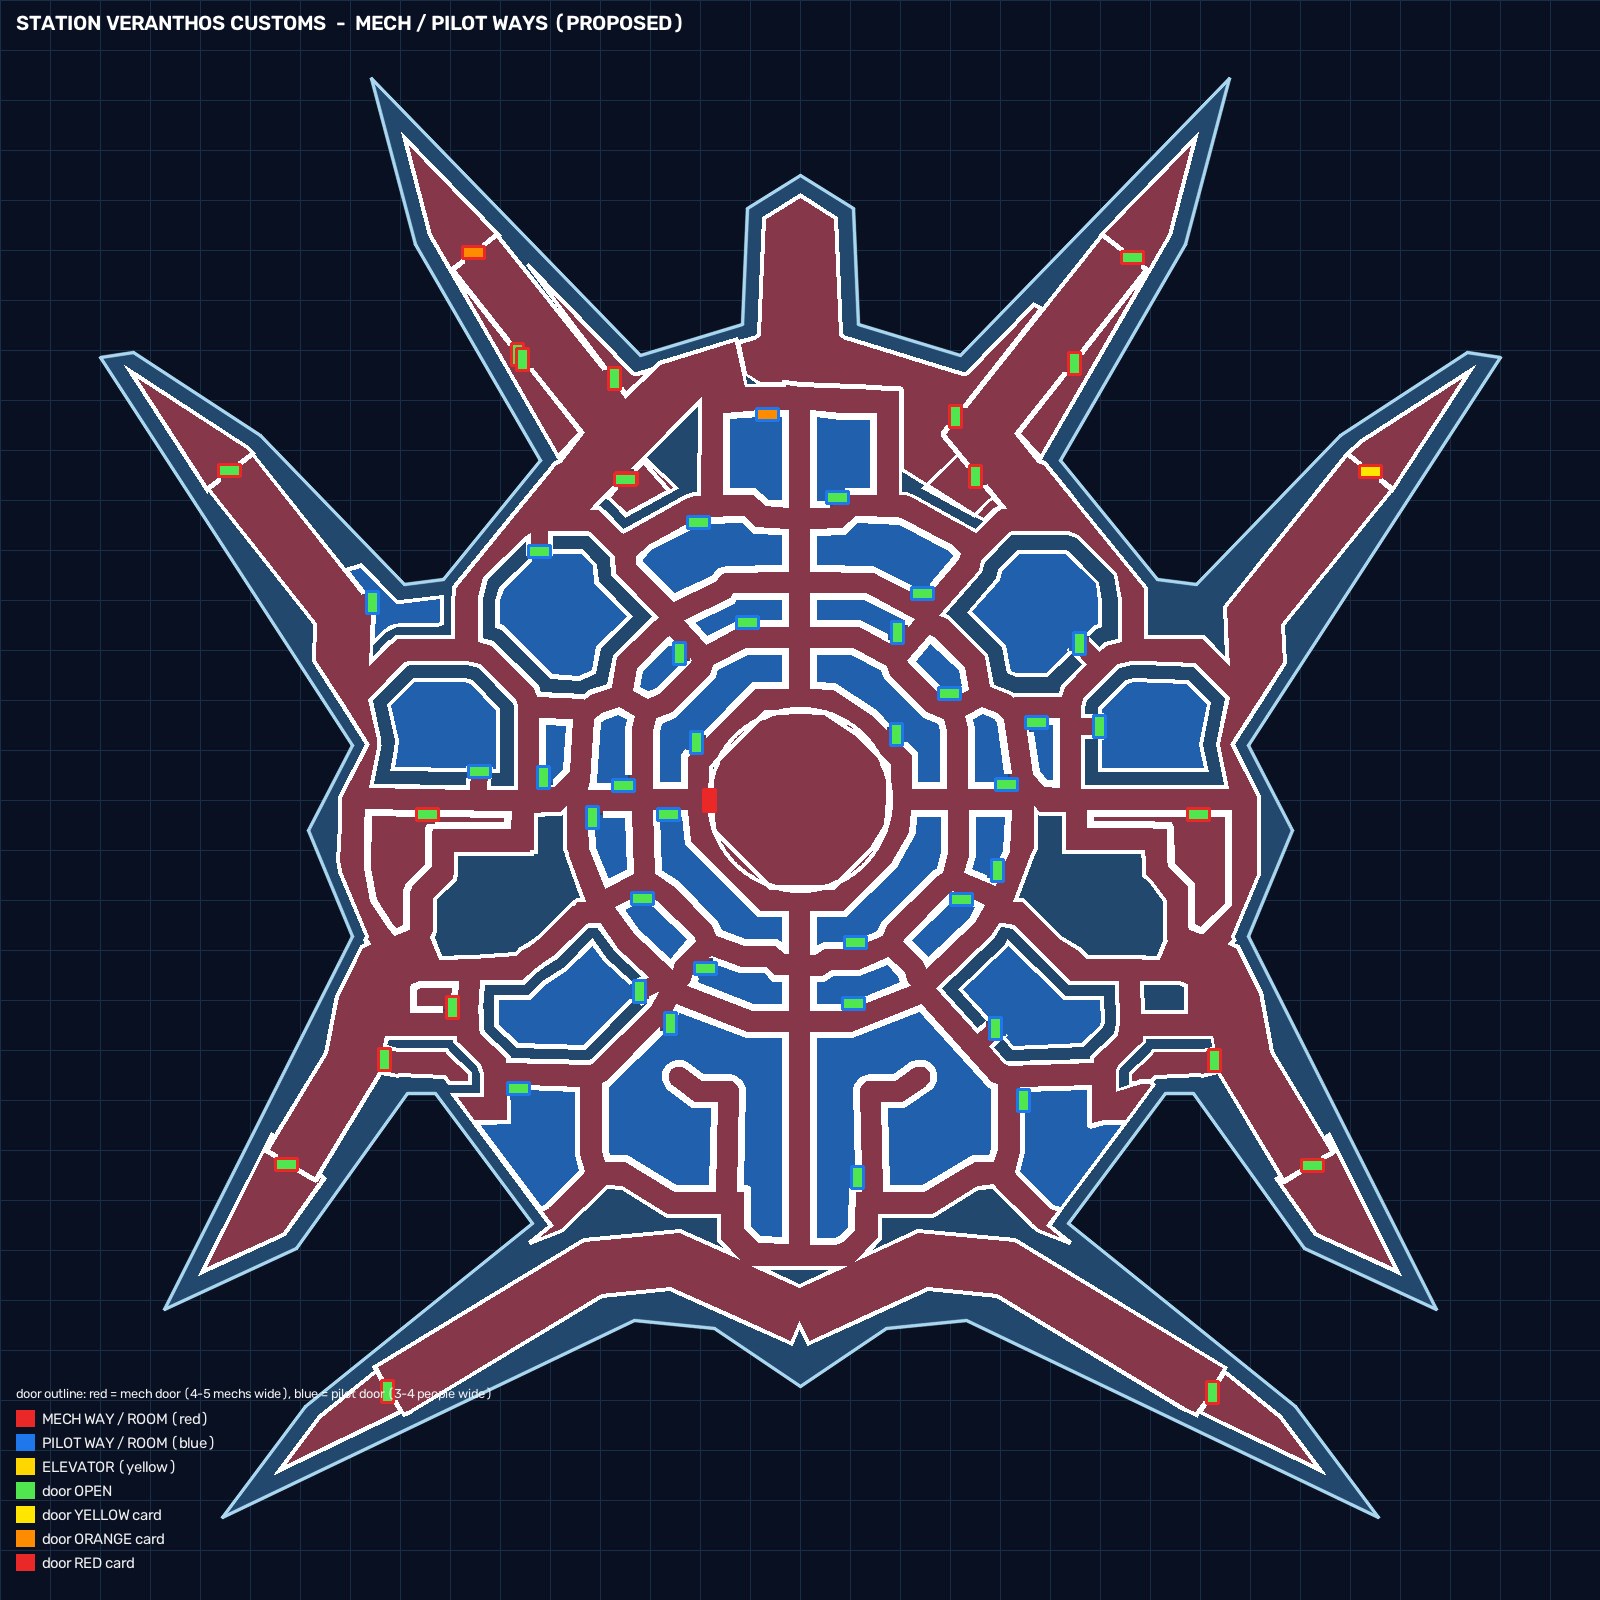 STATION VERANTHOS CUSTOMS - MECH / PILOT WAYS (PROPOSED)
door outline: red = mech door (4-5 mechs wide), blue = pilot door (3-4 people wide)
MECH WAY / ROOM (red)
PILOT WAY / ROOM (blue)
ELEVATOR (yellow)
door OPEN
door YELLOW card
door ORANGE card
door RED card